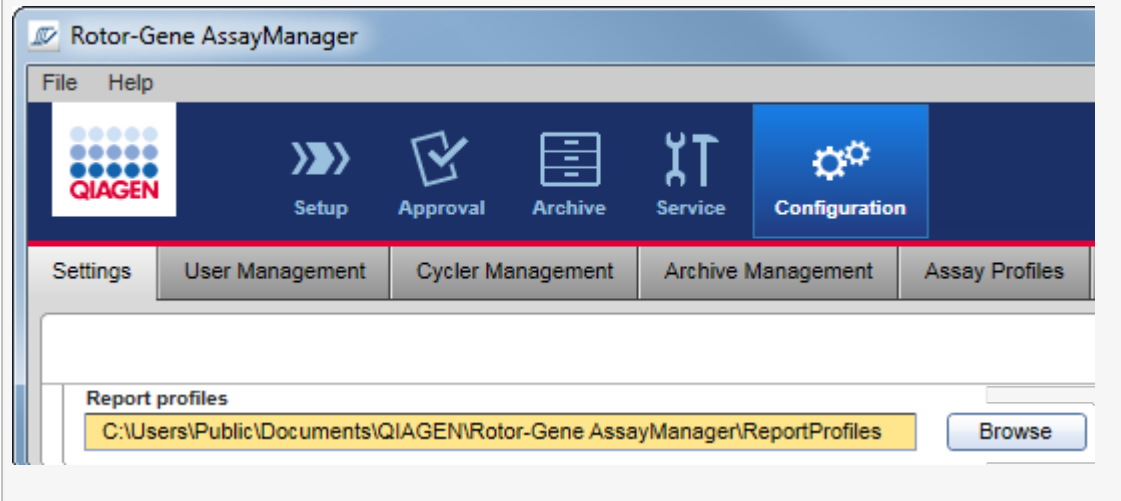 Rotor-Gene AssayManager
File Help
QIAGEN
Setup Approval Archive Service Configuration
Settings User Management Cycler Management Archive Management Assay Profiles
Report profiles
C:\Users\Public\Documents\QIAGEN\Rotor-Gene AssayManager\ReportProfiles Browse